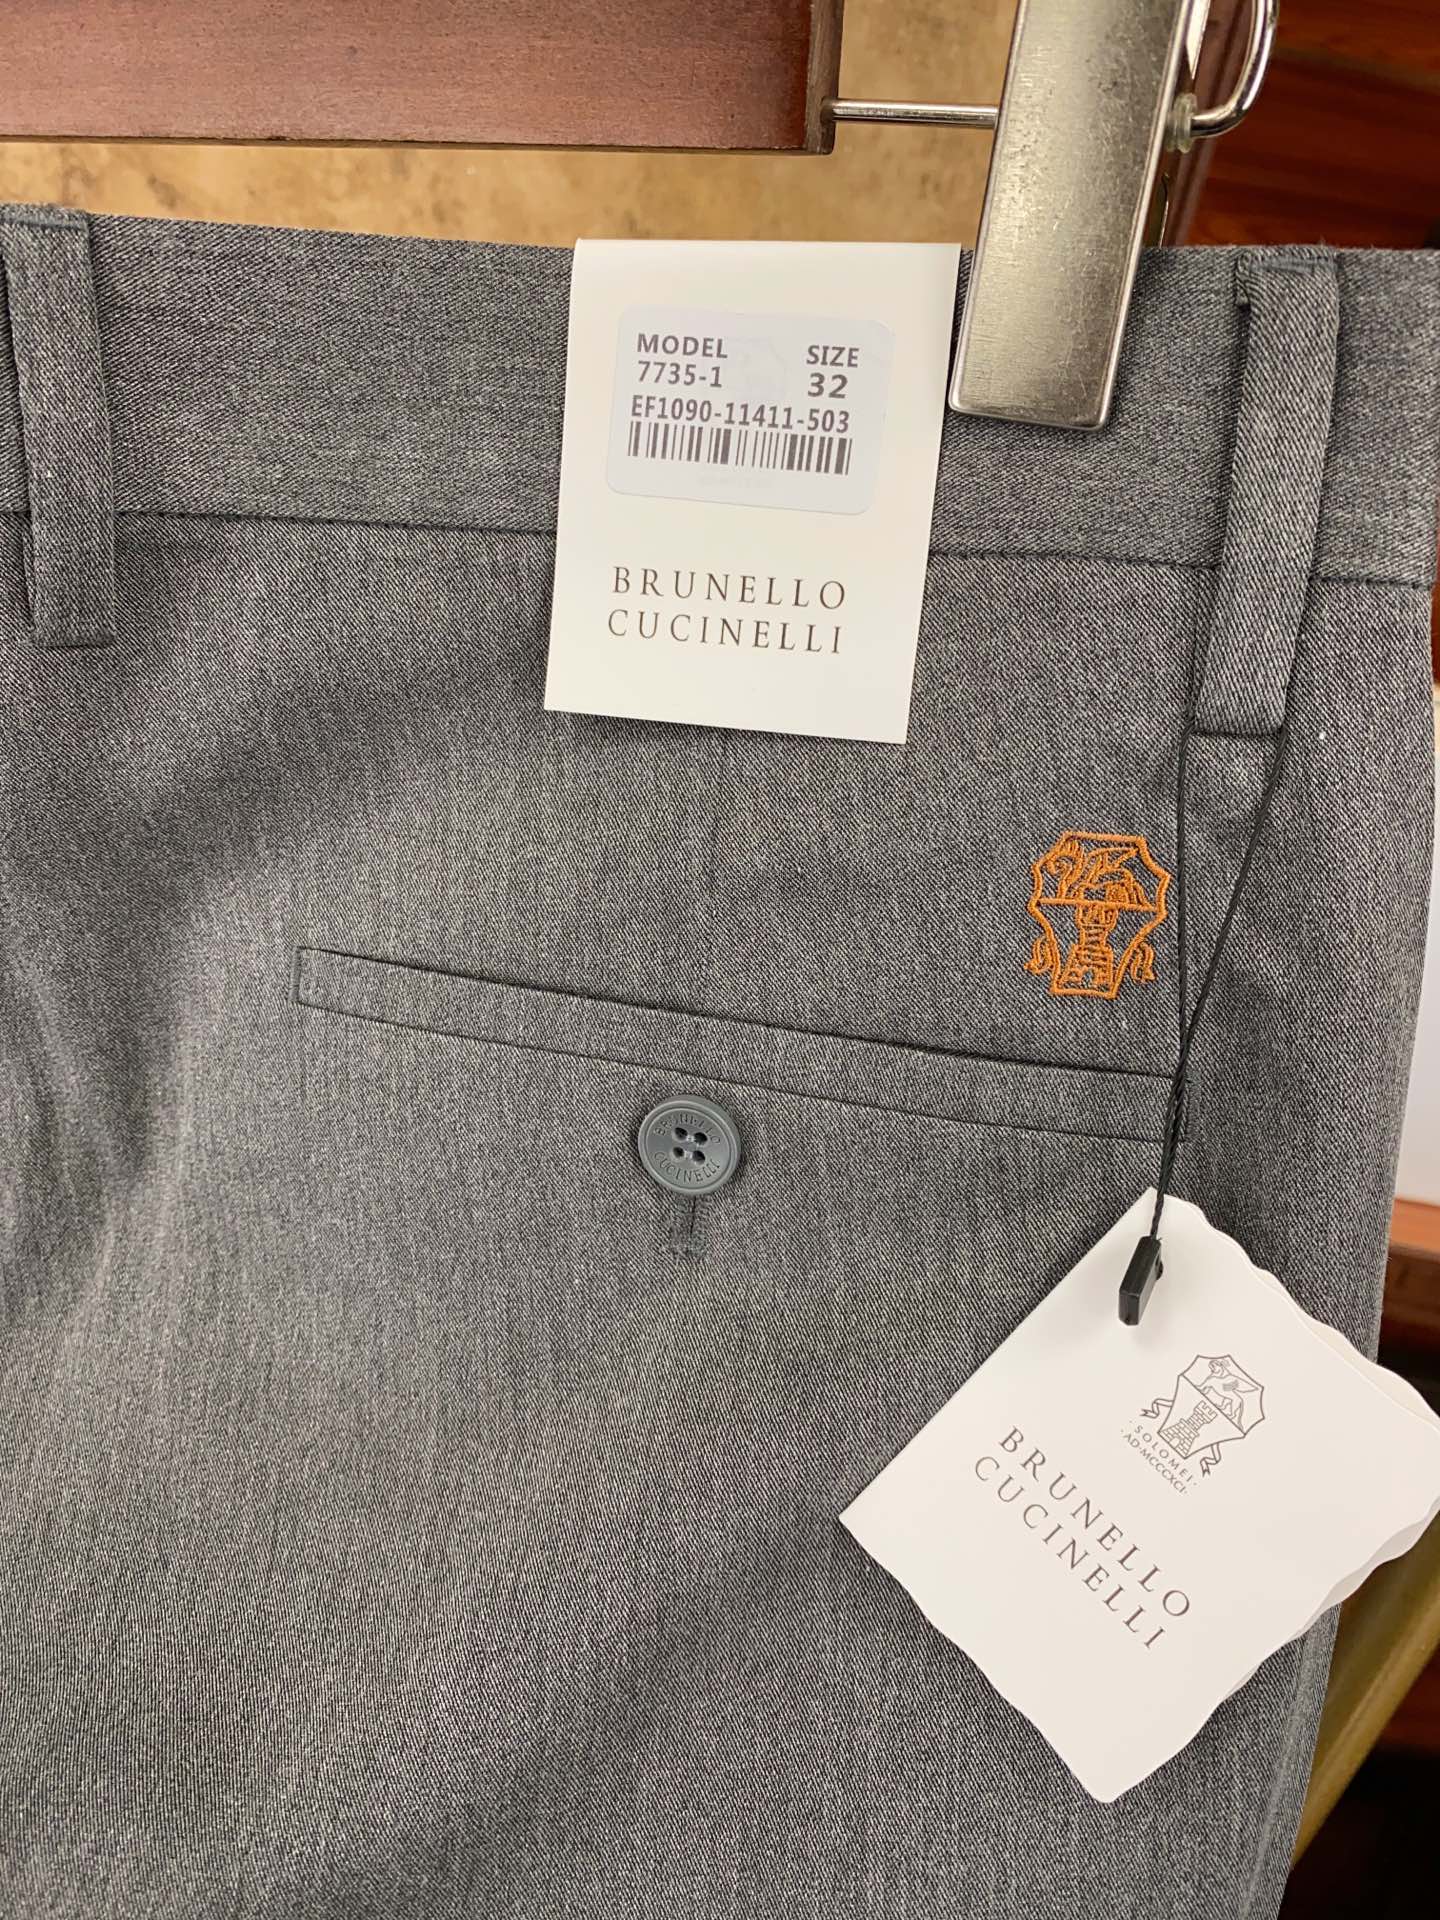 MODEL SIZE
7735-1 32
EF1090-11411-503
BRUNELLO
CUCINELLI
BRUNELLO
CUCINELLI
SOLOMEI
·AD·MCCCXCI·
BRUNELLO
CUCINELLI